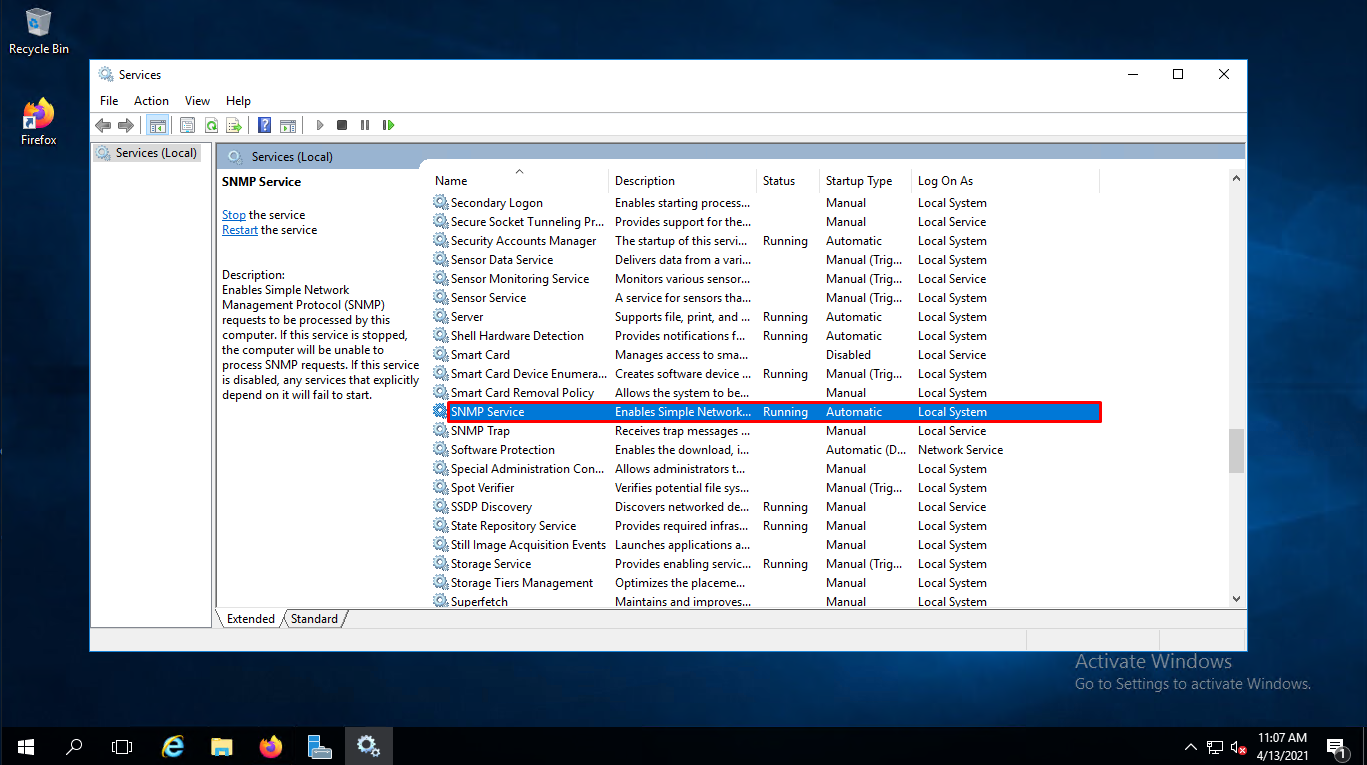 Recycle Bin
Firefox
Services
File Action View Help
Services (Local)
Services (Local)
SNMP Service
Stop the service
Restart the service
Description:
Enables Simple Network
Management Protocol (SNMP)
requests to be processed by this
computer. If this service is stopped,
the computer will be unable to
process SNMP requests. If this service
is disabled, any services that explicitly
depend on it will fail to start.
Name Description Status Startup Type Log On As
Secondary Logon Enables starting process... Manual Local System
Secure Socket Tunneling Pr... Provides support for the... Manual Local Service
Security Accounts Manager The startup of this servi... Running Automatic Local System
Sensor Data Service Delivers data from a vari... Manual (Trig... Local System
Sensor Monitoring Service Monitors various sensor... Manual (Trig... Local Service
Sensor Service A service for sensors tha... Manual (Trig... Local System
Server Supports file, print, and ... Running Automatic Local System
Shell Hardware Detection Provides notifications f... Running Automatic Local System
Smart Card Manages access to sma... Disabled Local Service
Smart Card Device Enumera... Creates software device ... Running Manual (Trig... Local System
Smart Card Removal Policy Allows the system to be... Manual Local System
SNMP Service Enables Simple Network... Running Automatic Local System
SNMP Trap Receives trap messages ... Manual Local Service
Software Protection Enables the download, i... Automatic (D... Network Service
Special Administration Con... Allows administrators t... Manual Local System
Spot Verifier Verifies potential file sys... Manual (Trig... Local System
SSDP Discovery Discovers networked de... Running Manual Local Service
State Repository Service Provides required infras... Running Manual Local System
Still Image Acquisition Events Launches applications a... Manual Local System
Storage Service Provides enabling servic... Running Manual (Trig... Local System
Storage Tiers Management Optimizes the placeme... Manual Local System
Superfetch Maintains and improves... Manual Local System
Extended Standard
Activate Windows
Go to Settings to activate Windows.
11:07 AM
4/13/2021
1